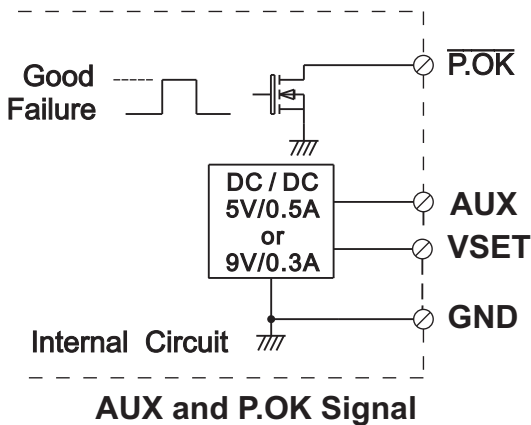 Good
Failure
P.OK
DC / DC
5V/0.5A
or
9V/0.3A
AUX
VSET
GND
Internal Circuit
AUX and P.OK Signal